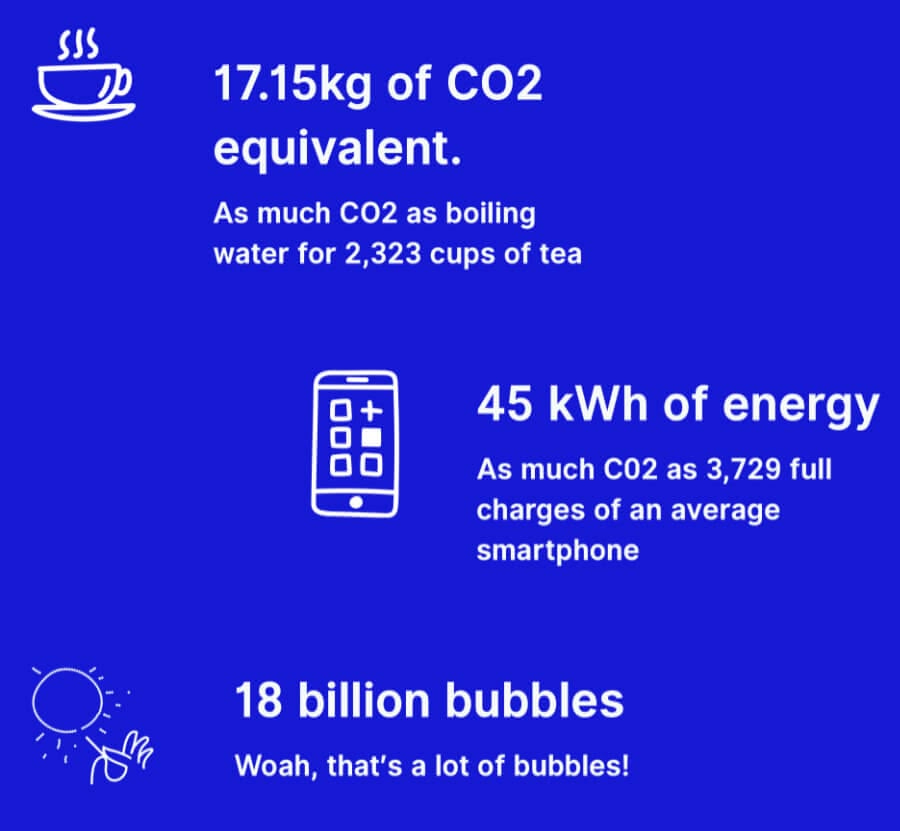 17.15kg of CO2
equivalent.
As much CO2 as boiling
water for 2,323 cups of tea
45 kWh of energy
As much C02 as 3,729 full
charges of an average
smartphone
18 billion bubbles
Woah, that's a lot of bubbles!